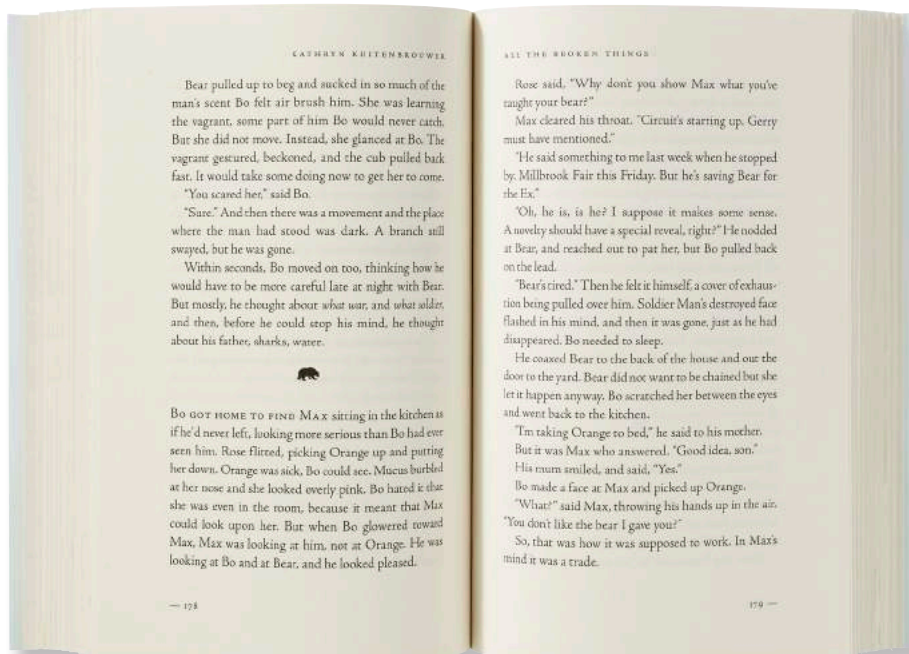 CATHRYN KUITENBROUWER
Bear pulled up to beg and sucked in so much of the
man's scent Bo felt air brush him. She was learning
the vagrant, some part of him Bo would never catch.
But she did not move. Instead, she glanced at Bo. The
vagrant gestured, beckoned, and the cub pulled back
fast. It would take some doing now to get her to come.
"You scared her," said Bo.
"Sure." And then there was a movement and the place
where the man had stood was dark. A branch still
swayed, but he was gone.
Within seconds, Bo moved on too, thinking how he
would have to be more careful late at night with Bear.
But mostly, he thought about what war, and what soldier,
and then, before he could stop his mind, he thought
about his father, sharks, water.
BO GOT HOME TO FIND MAX sitting in the kitchen as
if he'd never left, looking more serious than Bo had ever
seen him. Rose flitted, picking Orange up and putting
her down. Orange was sick, Bo could see. Mucus burbled
at her nose and she looked overly pink. Bo hated it that
she was even in the room, because it meant that Max
could look upon her. But when Bo glowered toward
Max, Max was looking at him, not at Orange. He was
looking at Bo and at Bear, and he looked pleased.
— 178
ALL THE BROKEN THINGS
Rose said, "Why don't you show Max what you've
taught your bear?"
Max cleared his throat. "Circuit's starting up. Gerry
must have mentioned."
"He said something to me last week when he stopped
by. Millbrook Fair this Friday. But he's saving Bear for
the Ex."
"Oh, he is, is he? I suppose it makes some sense.
A novelty should have a special reveal, right?" He nodded
at Bear, and reached out to pat her, but Bo pulled back
on the lead.
"Bear's tired." Then he felt it himself, a cover of exhaus-
tion being pulled over him. Soldier Man's destroyed face
flashed in his mind, and then it was gone, just as he had
disappeared. Bo needed to sleep.
He coaxed Bear to the back of the house and out the
door to the yard. Bear did not want to be chained but she
let it happen anyway. Bo scratched her between the eyes
and went back to the kitchen.
"I'm taking Orange to bed," he said to his mother.
But it was Max who answered. "Good idea, son."
His mum smiled, and said, "Yes."
Bo made a face at Max and picked up Orange.
"What?" said Max, throwing his hands up in the air.
"You don't like the bear I gave you?"
So, that was how it was supposed to work. In Max's
mind it was a trade.
179 —